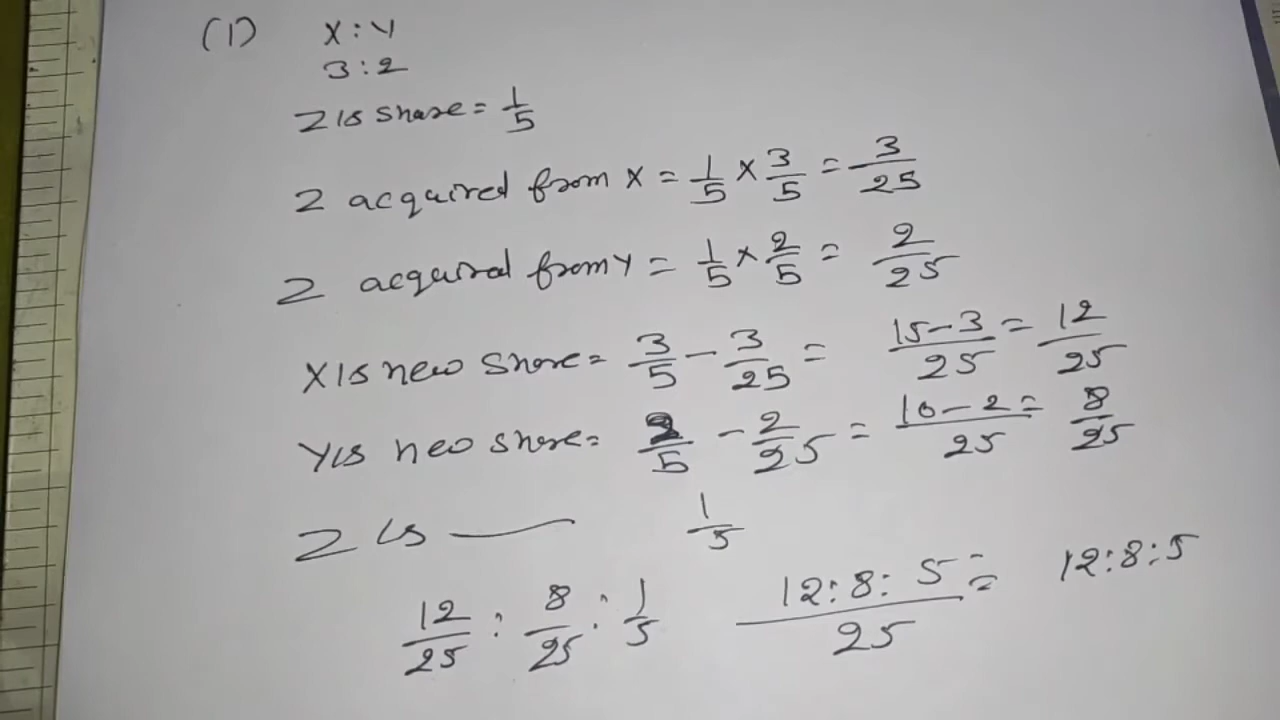 (1) X : Y
3 : 2
Z's share = 1/5
Z acquired from X = 1/5 × 3/5 = 3/25
Z acquired from Y = 1/5 × 2/5 = 2/25
X's new share = 3/5 - 3/25 = 15-3/25 = 12/25
Y's new share = 2/5 - 2/25 = 10-2/25 = 8/25
Z's —— 1/5
12/25 : 8/25 : 1/5 12:8:5/25 = 12:8:5